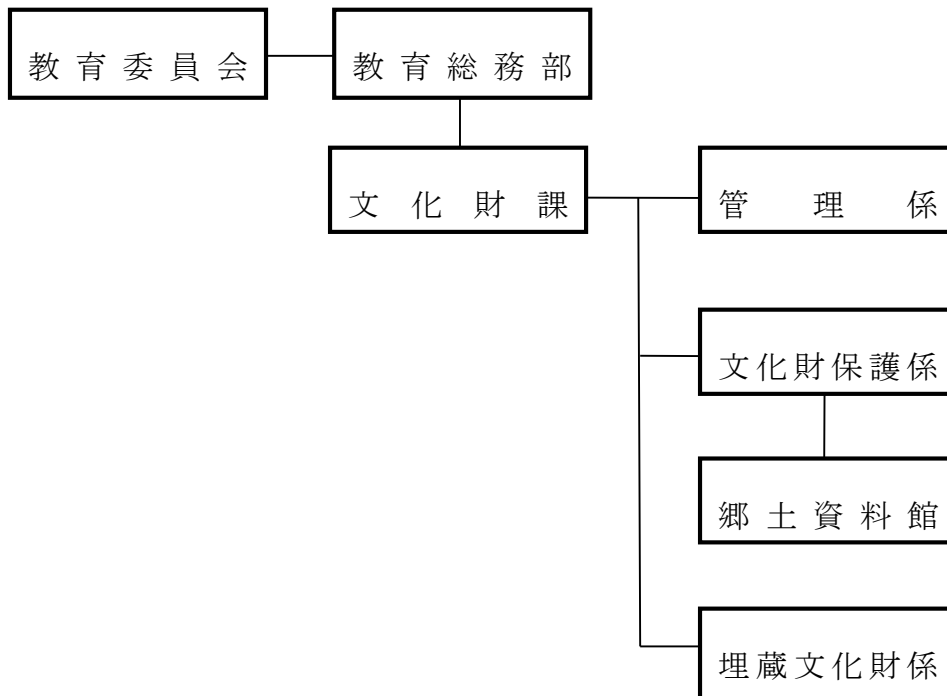 教育委員会
教育総務部
文化財課
管理係
文化財保護係
郷土資料館
埋蔵文化財係